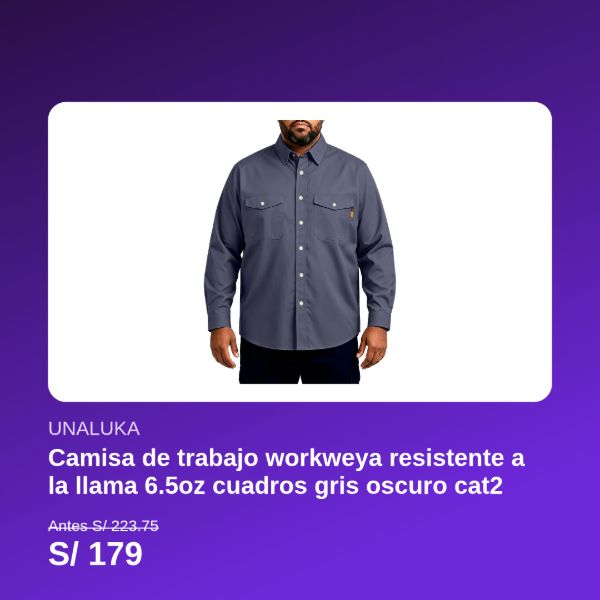 UNALUKA
Camisa de trabajo workweya resistente a
la llama 6.5oz cuadros gris oscuro cat2
Antes S/ 223.75
S/ 179